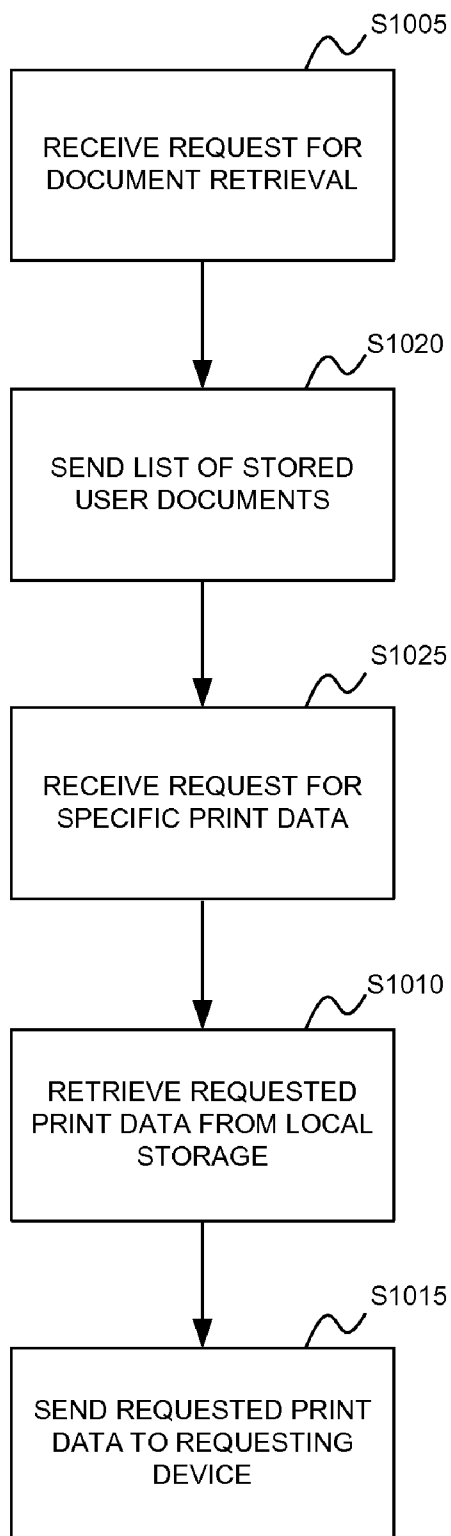 S1005
RECEIVE REQUEST FOR
DOCUMENT RETRIEVAL
S1020
SEND LIST OF STORED
USER DOCUMENTS
S1025
RECEIVE REQUEST FOR
SPECIFIC PRINT DATA
S1010
RETRIEVE REQUESTED
PRINT DATA FROM LOCAL
STORAGE
S1015
SEND REQUESTED PRINT
DATA TO REQUESTING
DEVICE